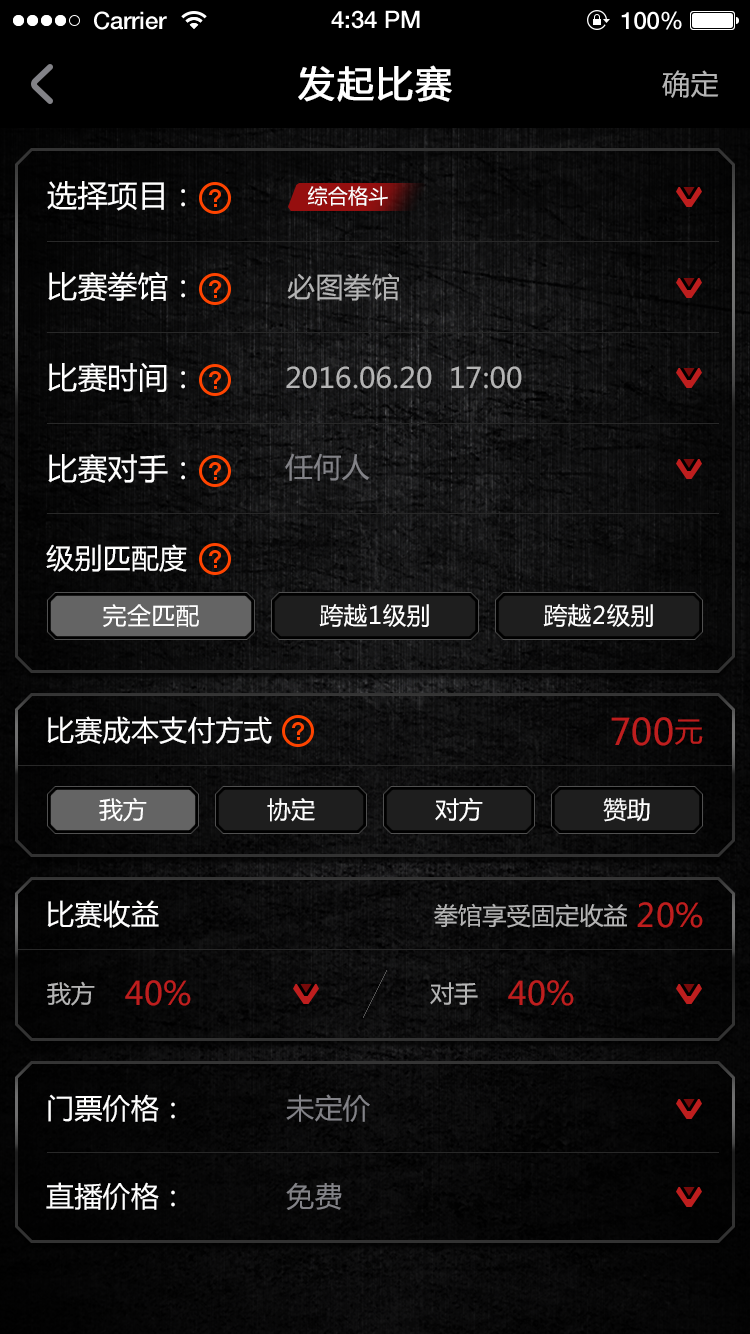 Carrier 4:34 PM 100%
发起比赛 确定
选择项目： ? 综合格斗
比赛拳馆： ? 必图拳馆
比赛时间： ? 2016.06.20 17:00
比赛对手： ? 任何人
级别匹配度 ?
完全匹配 跨越1级别 跨越2级别
比赛成本支付方式 ? 700元
我方 协定 对方 赞助
比赛收益 拳馆享受固定收益 20%
我方 40% 对手 40%
门票价格： 未定价
直播价格： 免费